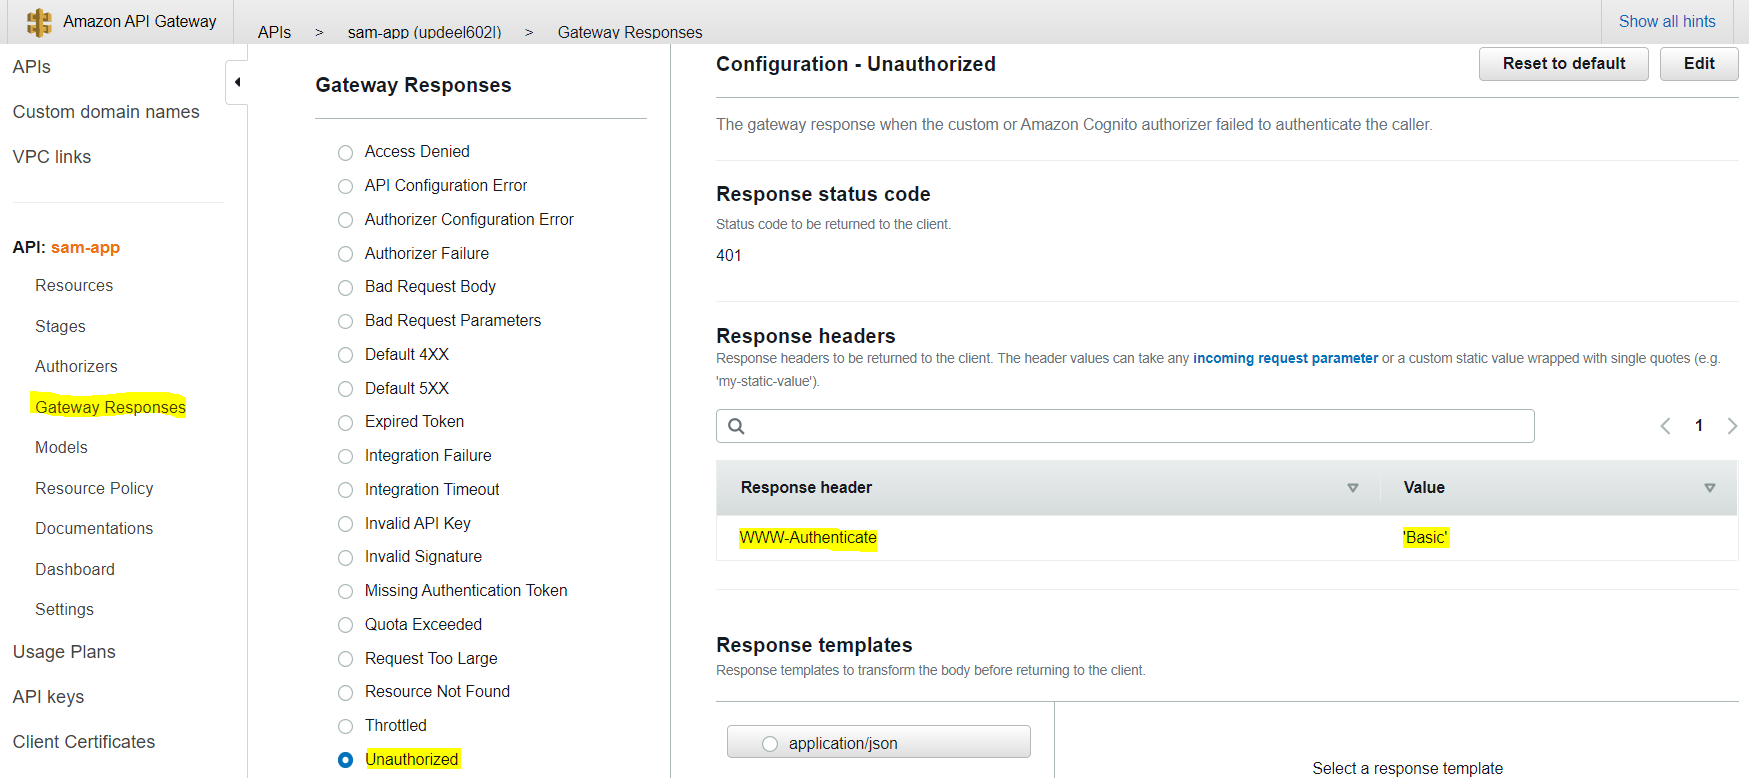 Amazon API Gateway
APIs > sam-app (updeel602l) > Gateway Responses
Show all hints
APIs
Custom domain names
VPC links
API: sam-app
Resources
Stages
Authorizers
Gateway Responses
Models
Resource Policy
Documentations
Dashboard
Settings
Usage Plans
API keys
Client Certificates
Gateway Responses
Access Denied
API Configuration Error
Authorizer Configuration Error
Authorizer Failure
Bad Request Body
Bad Request Parameters
Default 4XX
Default 5XX
Expired Token
Integration Failure
Integration Timeout
Invalid API Key
Invalid Signature
Missing Authentication Token
Quota Exceeded
Request Too Large
Resource Not Found
Throttled
Unauthorized
Configuration - Unauthorized
Reset to default
Edit
The gateway response when the custom or Amazon Cognito authorizer failed to authenticate the caller.
Response status code
Status code to be returned to the client.
401
Response headers
Response headers to be returned to the client. The header values can take any incoming request parameter or a custom static value wrapped with single quotes (e.g.
'my-static-value').
1
Response header Value
WWW-Authenticate 'Basic'
Response templates
Response templates to transform the body before returning to the client.
application/json
Select a response template